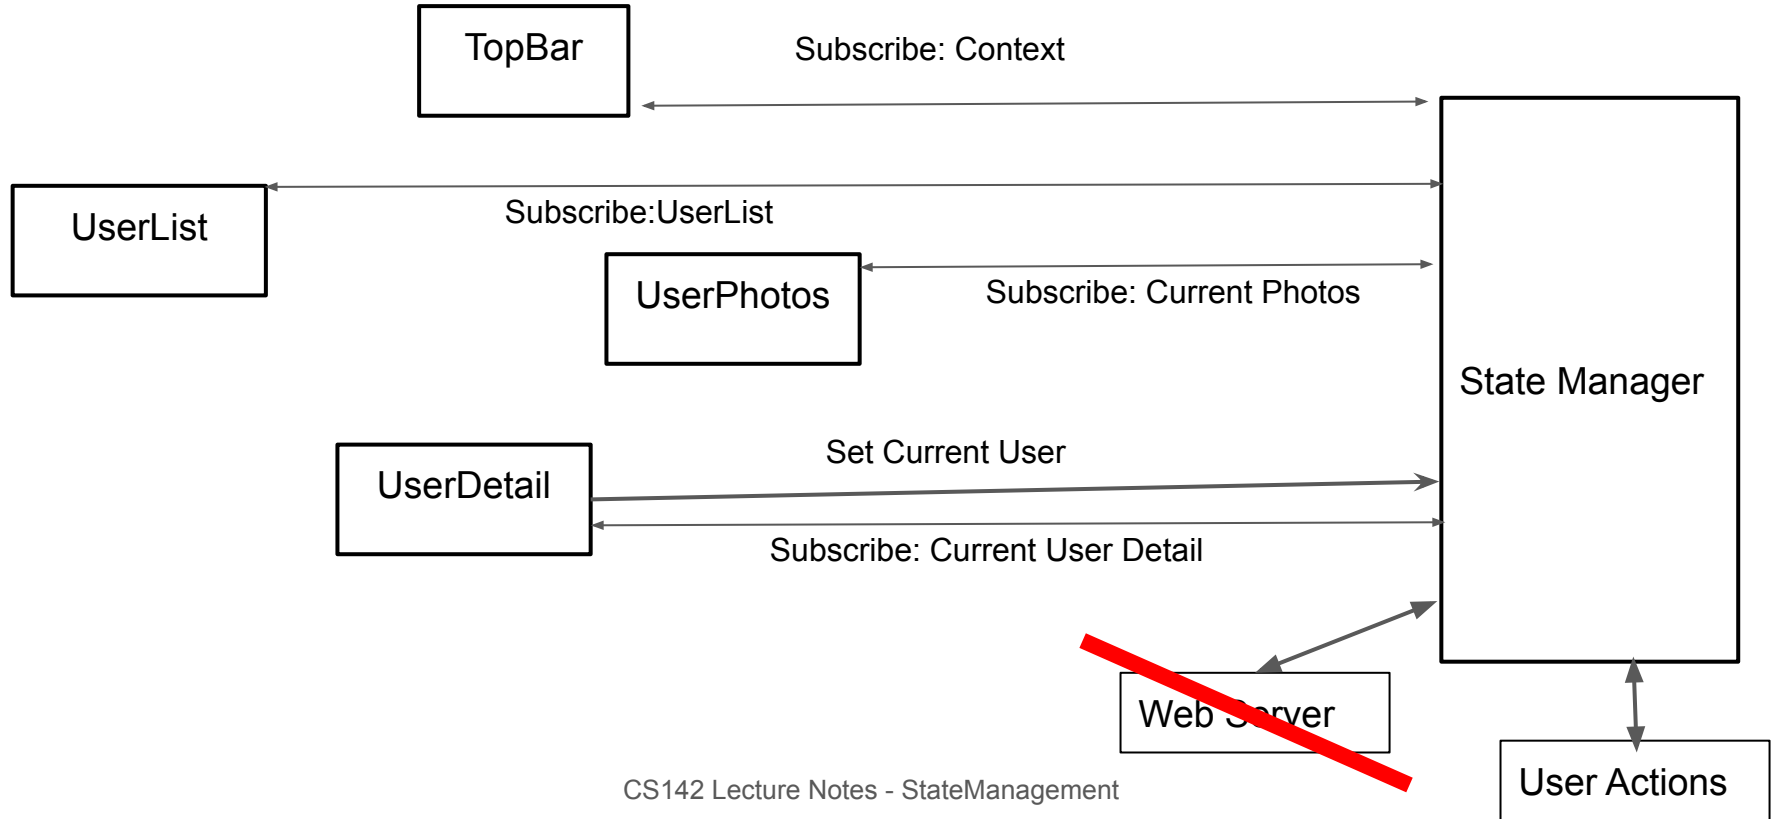 TopBar
Subscribe: Context
UserList
Subscribe:UserList
UserPhotos
Subscribe: Current Photos
State Manager
Set Current User
UserDetail
Subscribe: Current User Detail
Web Server
User Actions
CS142 Lecture Notes - StateManagement